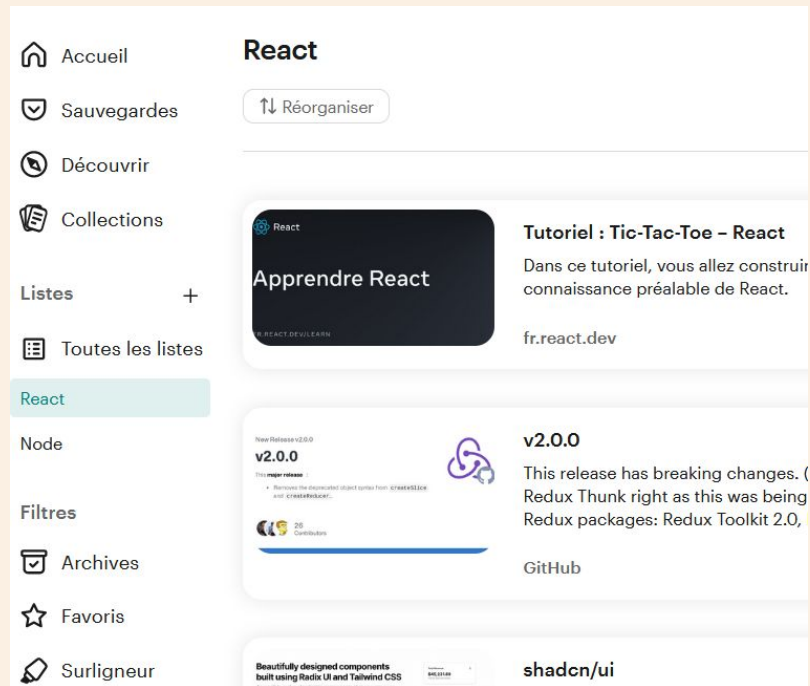 Accueil
Sauvegardes
Découvrir
Collections
Listes +
Toutes les listes
React
Node
Filtres
Archives
Favoris
Surligneur
React
Réorganiser
React
Apprendre React
FR.REACT.DEV/LEARN
Tutoriel : Tic-Tac-Toe – React
Dans ce tutoriel, vous allez construir
connaissance préalable de React.
fr.react.dev
New Release v2.0.0
v2.0.0
This major release :
Removes the deprecated object syntax from createSlice
and createReducer.
26
Contributors
v2.0.0
This release has breaking changes. (
Redux Thunk right as this was being
Redux packages: Redux Toolkit 2.0,
GitHub
Beautifully designed components
built using Radix UI and Tailwind CSS
shadcn/ui